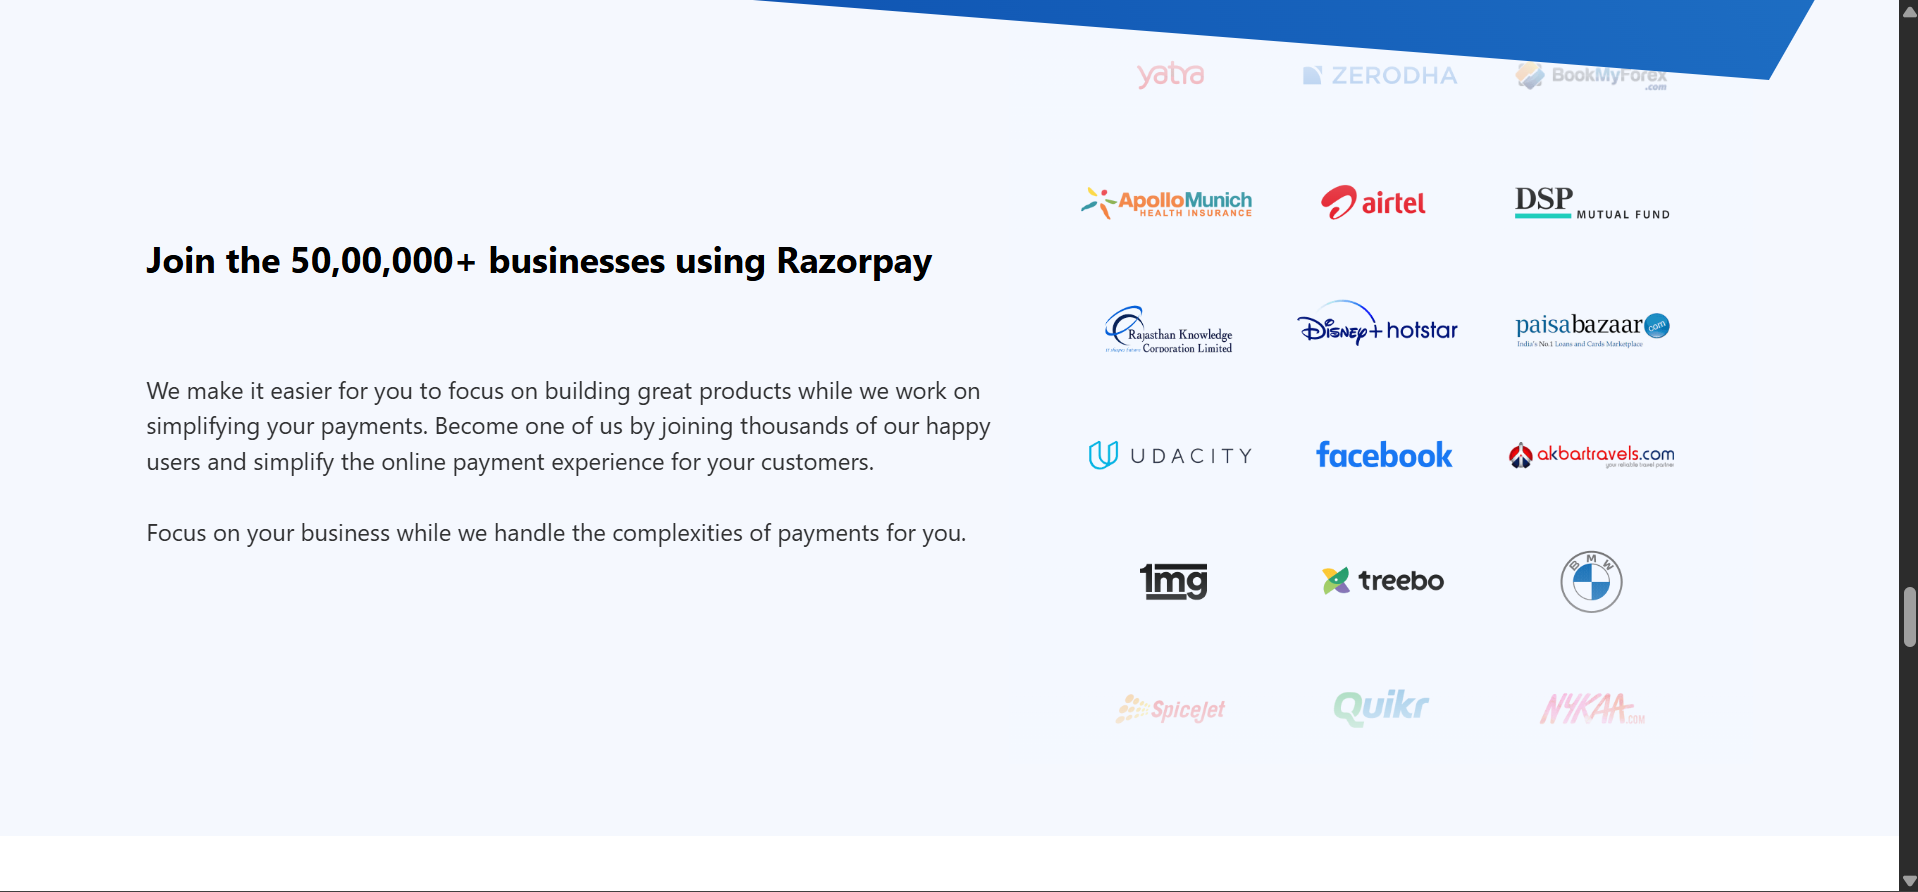 yatra
ZERODHA
BookMyForex
.com
ApolloMunich
HEALTH INSURANCE
airtel
DSP
MUTUAL FUND
Join the 50,00,000+ businesses using Razorpay
Rajasthan Knowledge
Corporation Limited
Disney+ hotstar
paisabazaar.com
India's No.1 Loans and Cards Marketplace
We make it easier for you to focus on building great products while we work on
simplifying your payments. Become one of us by joining thousands of our happy
users and simplify the online payment experience for your customers.
UDACITY
facebook
akbartravels.com
your reliable travel partner
Focus on your business while we handle the complexities of payments for you.
1mg
treebo
BMW
SpiceJet
Quikr
NYKAA.COM